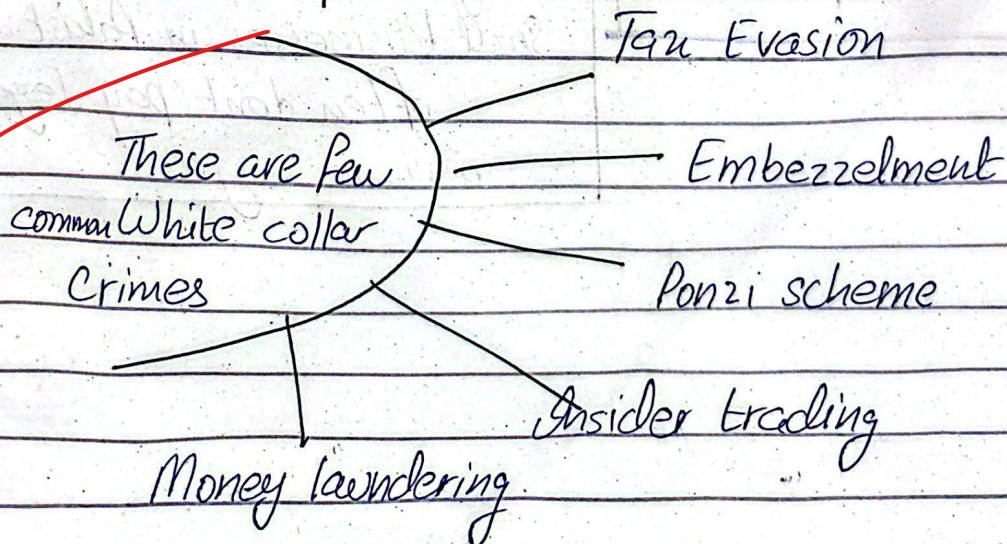 Tax Evasion
These are few
common White collar
Crimes
Embezzelment
Ponzi scheme
Insider trading
Money laundering